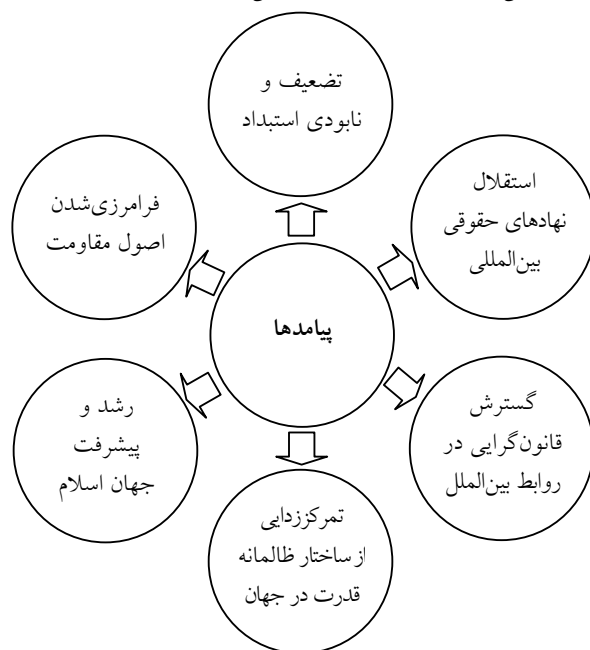 تضعیف و
نابودی استبداد
استقلال
نهادهای حقوقی
بین‌المللی
فرامرزی‌شدن
اصول مقاومت
پیامدها
گسترش
قانون‌گرایی در
روابط بین‌الملل
رشد و
پیشرفت
جهان اسلام
تمرکززدایی
از ساختار ظالمانه
قدرت در جهان